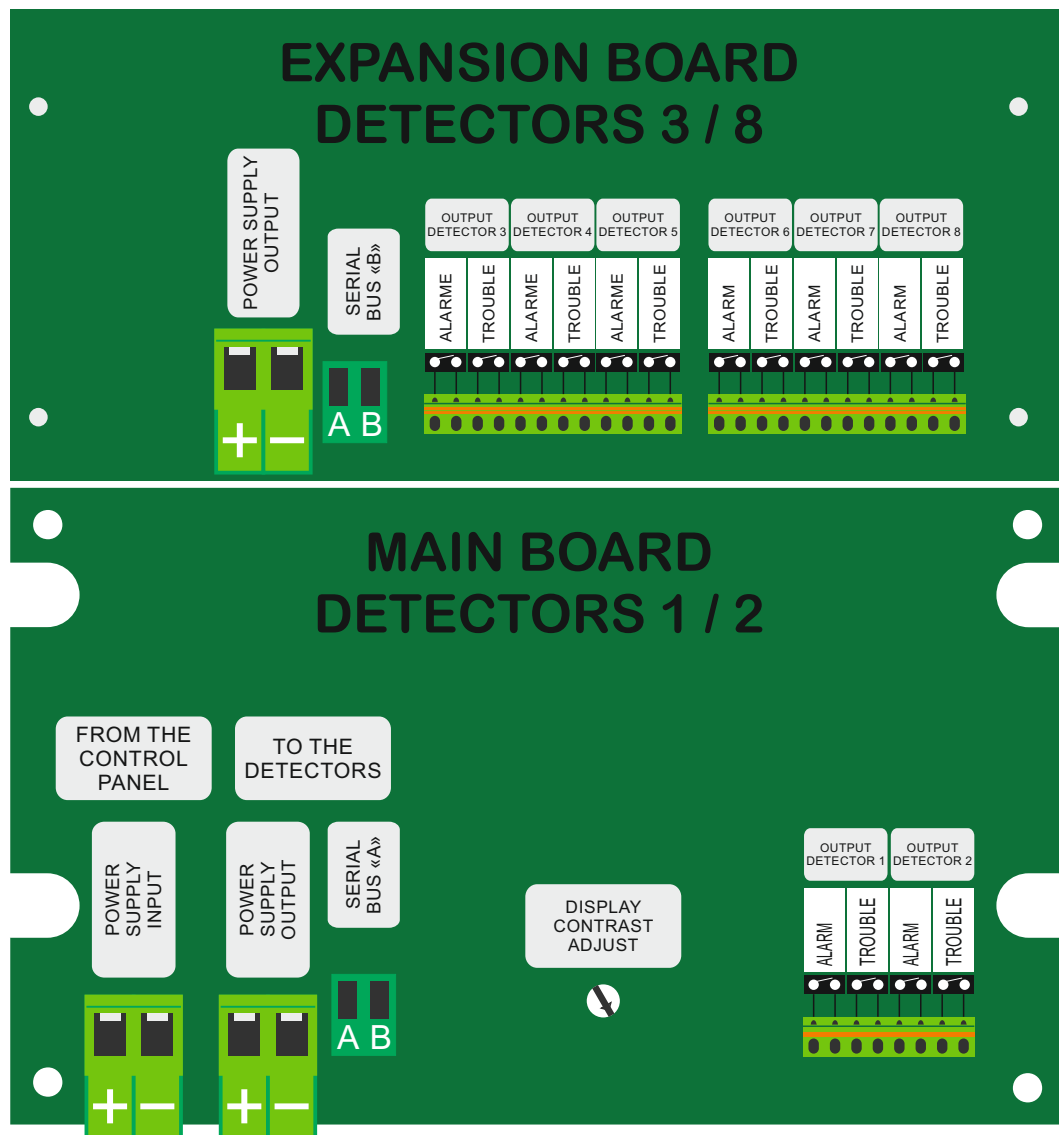 EXPANSION BOARD
DETECTORS 3 / 8
POWER SUPPLY
OUTPUT
SERIAL
BUS «B»
OUTPUT
DETECTOR 3
OUTPUT
DETECTOR 4
OUTPUT
DETECTOR 5
OUTPUT
DETECTOR 6
OUTPUT
DETECTOR 7
OUTPUT
DETECTOR 8
ALARME
TROUBLE
ALARME
TROUBLE
ALARME
TROUBLE
ALARM
TROUBLE
ALARM
TROUBLE
ALARM
TROUBLE
+ −
A B
MAIN BOARD
DETECTORS 1 / 2
FROM THE
CONTROL
PANEL
TO THE
DETECTORS
POWER
SUPPLY
INPUT
POWER
SUPPLY
OUTPUT
SERIAL
BUS «A»
DISPLAY
CONTRAST
ADJUST
OUTPUT
DETECTOR 1
OUTPUT
DETECTOR 2
ALARM
TROUBLE
ALARM
TROUBLE
A B
+ −
+ −